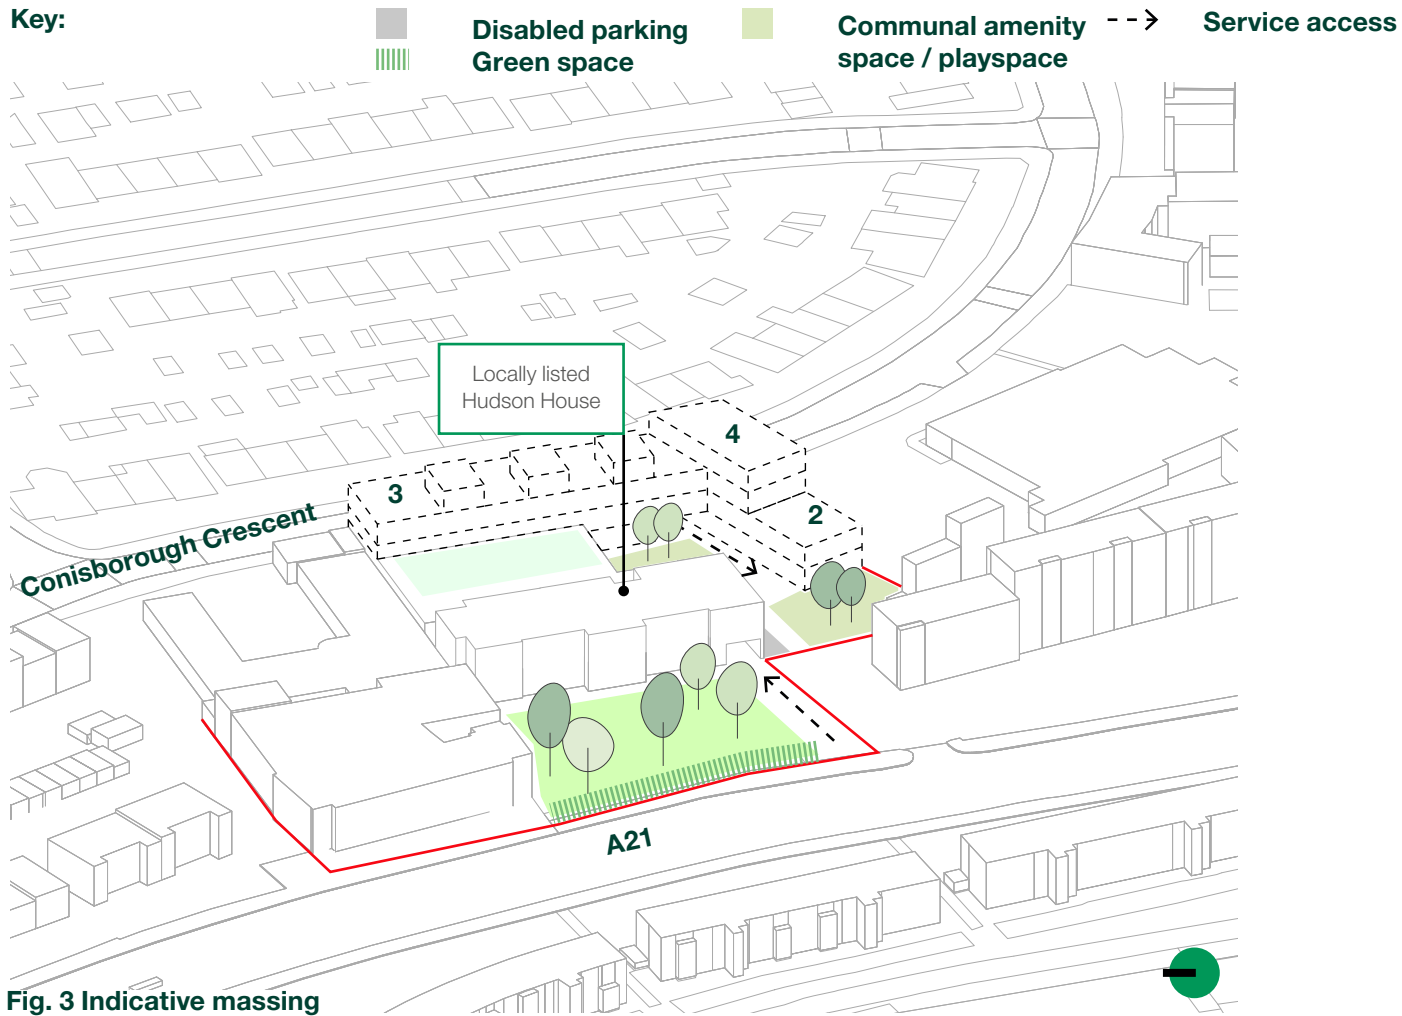 Key:
Disabled parking
Green space
Communal amenity
space / playspace
Service access
Locally listed
Hudson House
4
3
2
Conisborough Crescent
A21
Fig. 3 Indicative massing